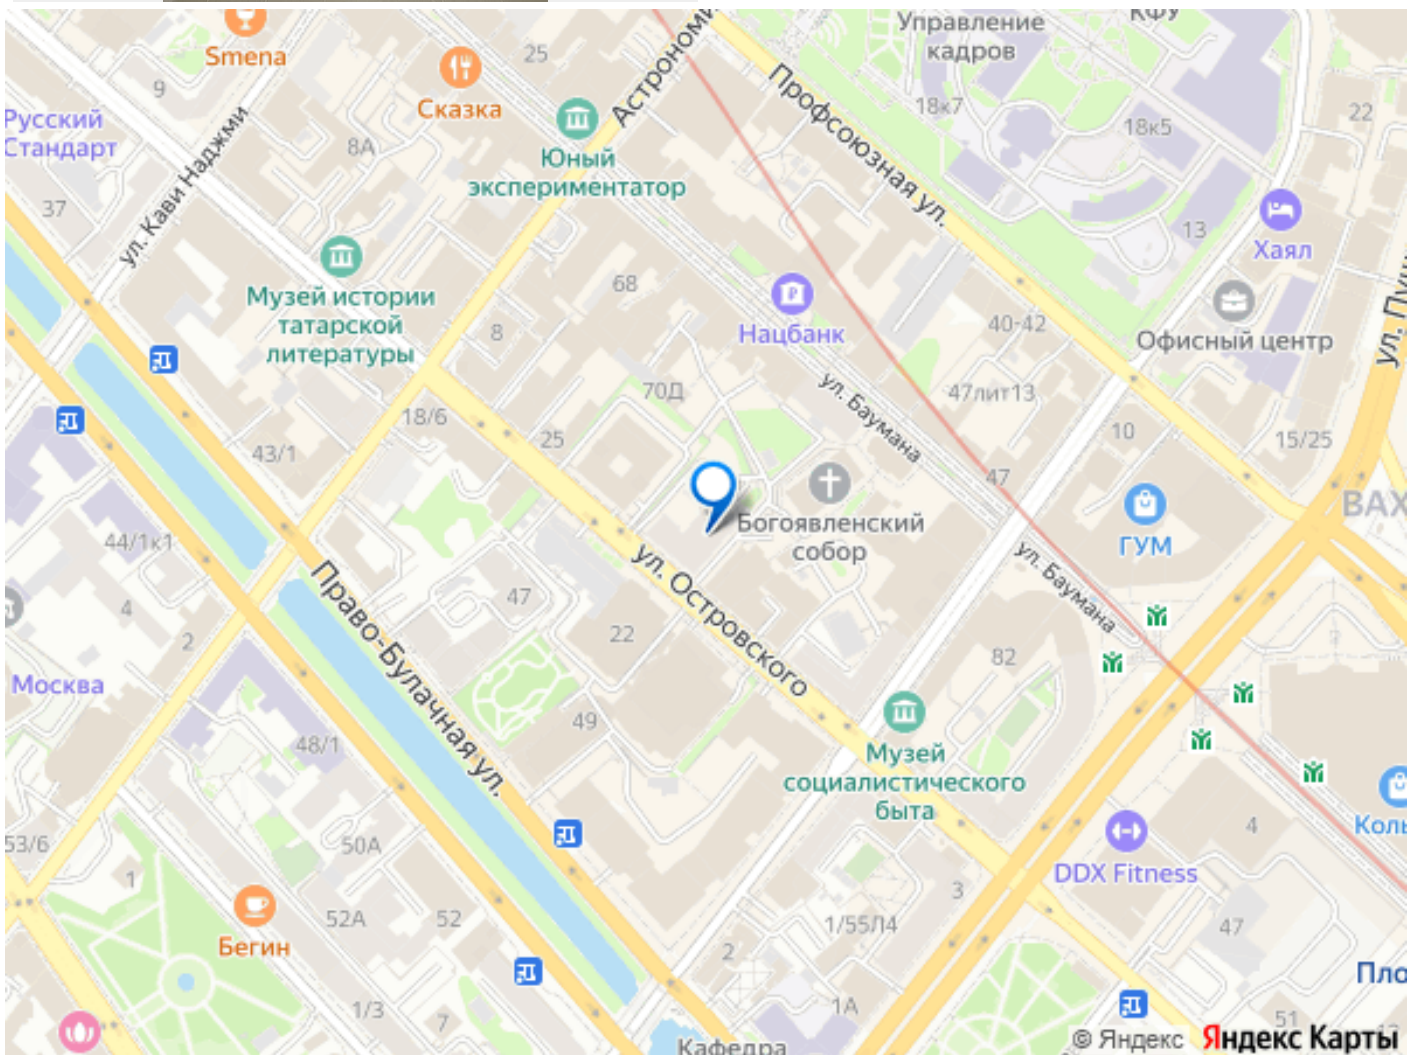 Smena
25
Сказка
9
Русский
Стандарт
37
ул. Кави Наджми
8А
Юный
экспериментатор
Астрономи
Управление
кадров
КФУ
18к7
18к5
22
Профсоюзная ул.
13
Хаял
ул. Пуш
Музей истории
татарской
литературы
68
8
Нацбанк
40-42
Офисный центр
18/6
70Д
ул. Баумана
47лит13
10
15/25
43/1
25
47
ВАХ
Богоявленский
собор
ГУМ
44/1к1
4
2
47
22
ул. Островского
ул. Баумана
82
Москва
Право-Булачная ул.
48/1
49
Музей
социалистического
быта
53/6
1
50А
DDX Fitness
4
Коль
Бегин
52А
52
3
1/55Л4
47
2
Пло
1/3
7
1А
51
13
Кафедра
© Яндекс Яндекс Карты